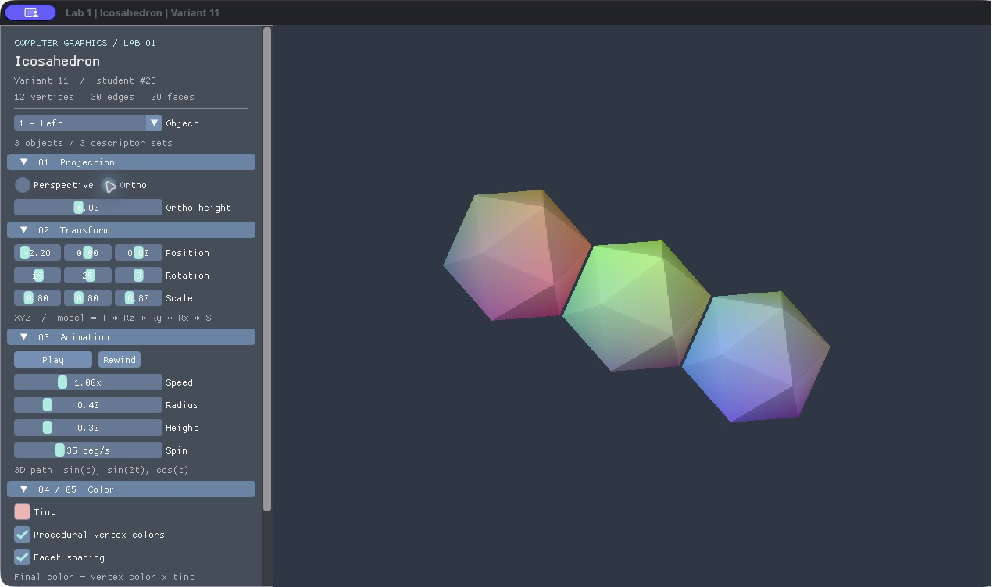 Lab 1 | Icosahedron | Variant 11
COMPUTER GRAPHICS / LAB 01
Icosahedron
Variant 11 / student #23
12 vertices 30 edges 20 faces
1 - Left Object
3 objects / 3 descriptor sets
01 Projection
Perspective Ortho
6.00 Ortho height
02 Transform
-2.20 0.00 0.00 Position
15 25 0 Rotation
0.80 0.80 0.80 Scale
XYZ / model = T * Rz * Ry * Rx * S
03 Animation
Play Rewind
1.00x Speed
0.40 Radius
0.30 Height
35 deg/s Spin
3D path: sin(t), sin(2t), cos(t)
04 / 05 Color
Tint
Procedural vertex colors
Facet shading
Final color = vertex color x tint